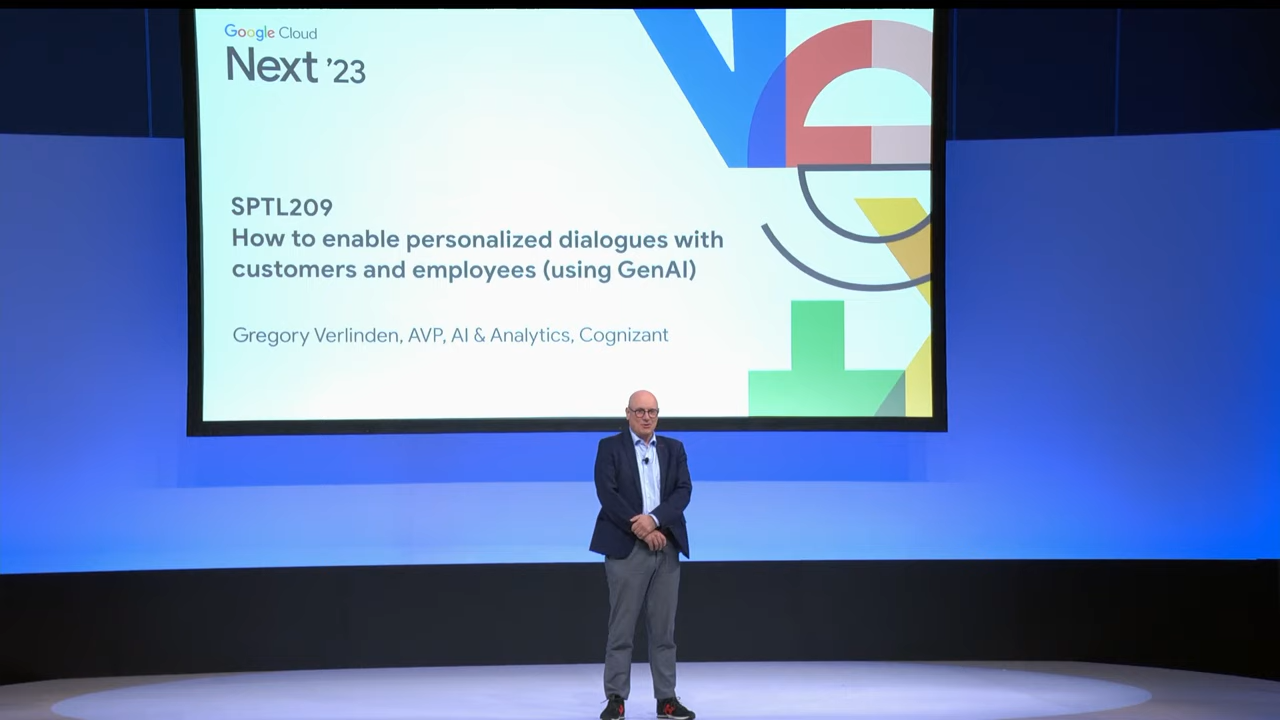 Google Cloud
Next ’23
SPTL209
How to enable personalized dialogues with
customers and employees (using GenAI)
Gregory Verlinden, AVP, AI & Analytics, Cognizant